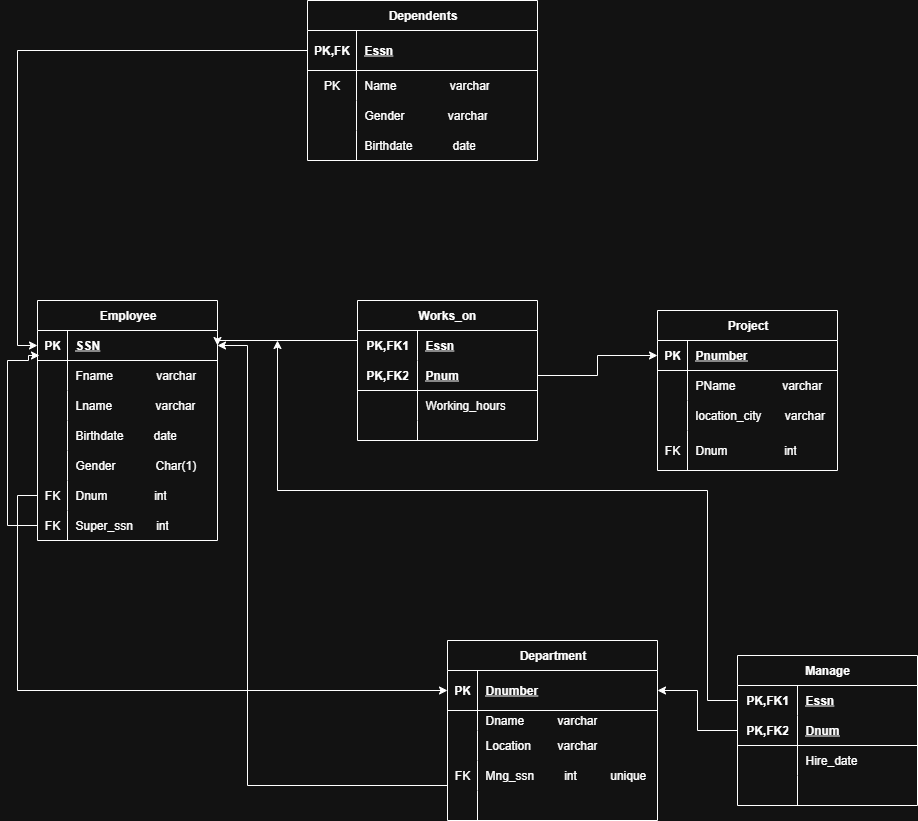 Dependents
PK,FK Essn
PK Name varchar
Gender varchar
Birthdate date
Employee
PK SSN
Fname varchar
Lname varchar
Birthdate date
Gender Char(1)
FK Dnum int
FK Super_ssn int
Works_on
PK,FK1 Essn
PK,FK2 Pnum
Working_hours
Project
PK Pnumber
PName varchar
location_city varchar
FK Dnum int
Department
PK Dnumber
Dname varchar
Location varchar
FK Mng_ssn int unique
Manage
PK,FK1 Essn
PK,FK2 Dnum
Hire_date